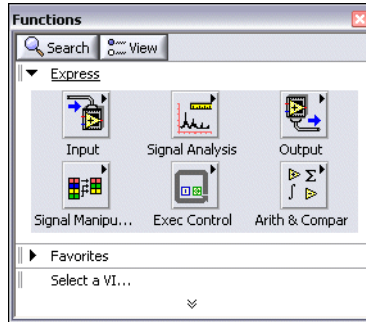 Functions
Search View
Express
Input Signal Analysis Output
Signal Manipu... Exec Control Arith & Compar
Favorites
Select a VI...